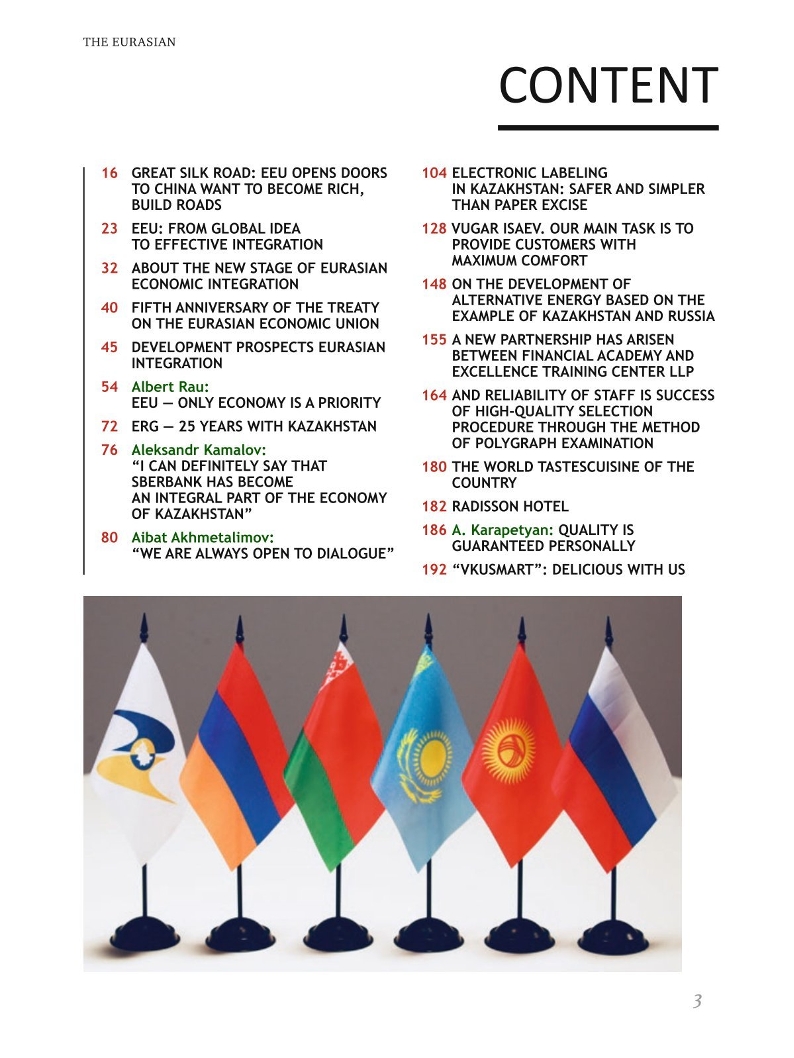 THE EURASIAN
CONTENT
16 GREAT SILK ROAD: EEU OPENS DOORS
TO CHINA WANT TO BECOME RICH,
BUILD ROADS
23 EEU: FROM GLOBAL IDEA
TO EFFECTIVE INTEGRATION
32 ABOUT THE NEW STAGE OF EURASIAN
ECONOMIC INTEGRATION
40 FIFTH ANNIVERSARY OF THE TREATY
ON THE EURASIAN ECONOMIC UNION
45 DEVELOPMENT PROSPECTS EURASIAN
INTEGRATION
54 Albert Rau:
EEU — ONLY ECONOMY IS A PRIORITY
72 ERG — 25 YEARS WITH KAZAKHSTAN
76 Aleksandr Kamalov:
“I CAN DEFINITELY SAY THAT
SBERBANK HAS BECOME
AN INTEGRAL PART OF THE ECONOMY
OF KAZAKHSTAN”
80 Aibat Akhmetalimov:
“WE ARE ALWAYS OPEN TO DIALOGUE”
104 ELECTRONIC LABELING
IN KAZAKHSTAN: SAFER AND SIMPLER
THAN PAPER EXCISE
128 VUGAR ISAEV. OUR MAIN TASK IS TO
PROVIDE CUSTOMERS WITH
MAXIMUM COMFORT
148 ON THE DEVELOPMENT OF
ALTERNATIVE ENERGY BASED ON THE
EXAMPLE OF KAZAKHSTAN AND RUSSIA
155 A NEW PARTNERSHIP HAS ARISEN
BETWEEN FINANCIAL ACADEMY AND
EXCELLENCE TRAINING CENTER LLP
164 AND RELIABILITY OF STAFF IS SUCCESS
OF HIGH-QUALITY SELECTION
PROCEDURE THROUGH THE METHOD
OF POLYGRAPH EXAMINATION
180 THE WORLD TASTESCUISINE OF THE
COUNTRY
182 RADISSON HOTEL
186 A. Karapetyan: QUALITY IS
GUARANTEED PERSONALLY
192 “VKUSMART”: DELICIOUS WITH US
3